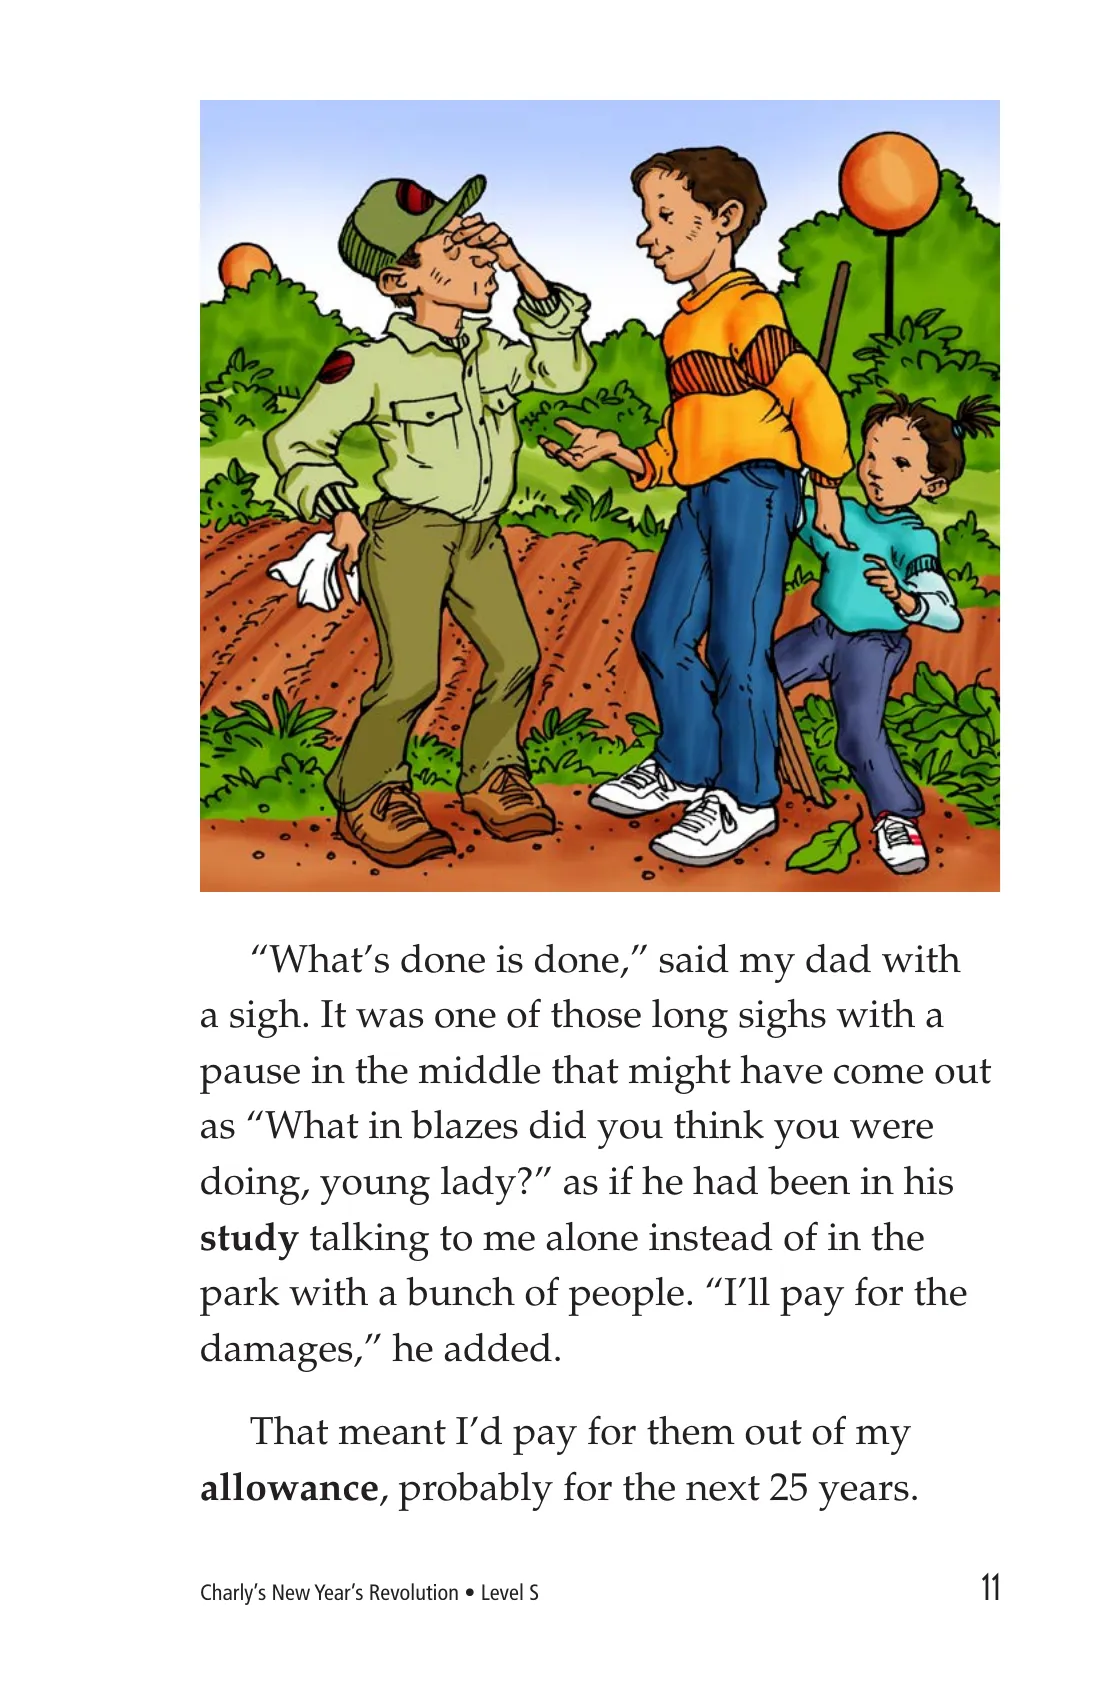 “What’s done is done,” said my dad with
a sigh. It was one of those long sighs with a
pause in the middle that might have come out
as “What in blazes did you think you were
doing, young lady?” as if he had been in his
study talking to me alone instead of in the
park with a bunch of people. “I’ll pay for the
damages,” he added.
That meant I’d pay for them out of my
allowance, probably for the next 25 years.
Charly’s New Year’s Revolution • Level S
11